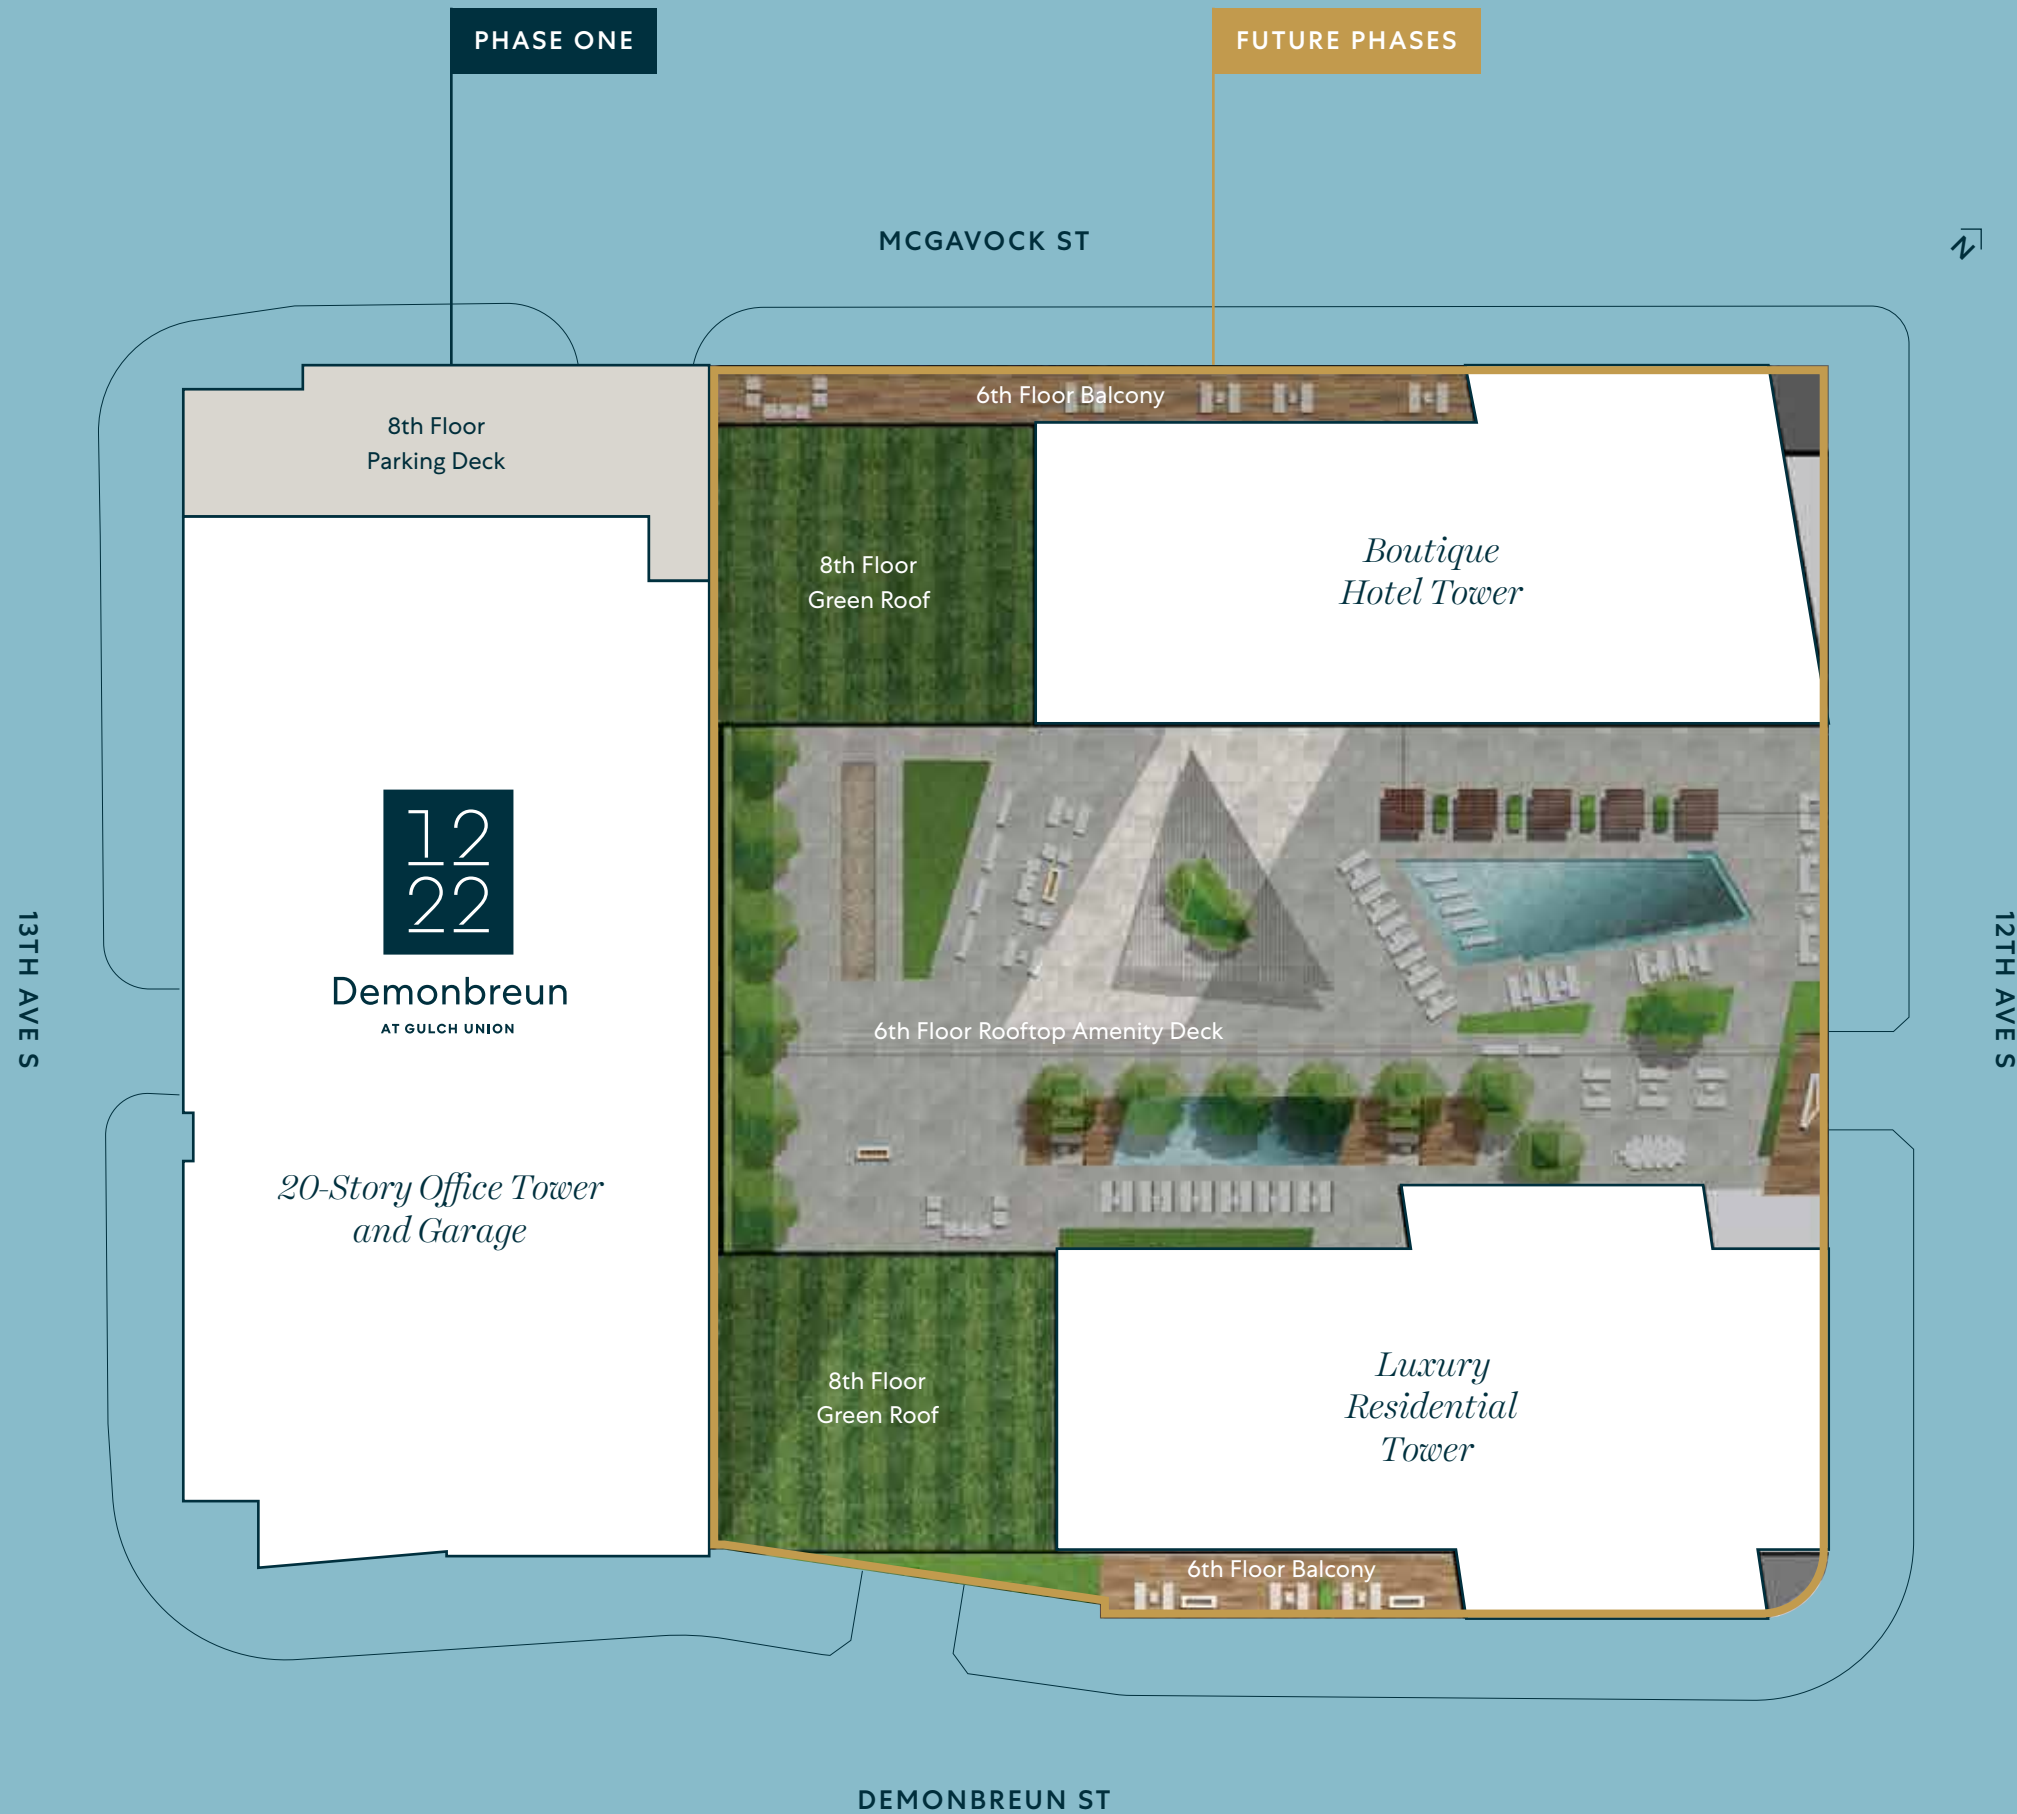 PHASE ONE
FUTURE PHASES
MCGAVOCK ST
N
6th Floor Balcony
8th Floor
Parking Deck
8th Floor
Green Roof
Boutique
Hotel Tower
12
22
Demonbreun
AT GULCH UNION
13TH AVE S
12TH AVE S
6th Floor Rooftop Amenity Deck
20-Story Office Tower
and Garage
8th Floor
Green Roof
Luxury
Residential
Tower
6th Floor Balcony
DEMONBREUN ST